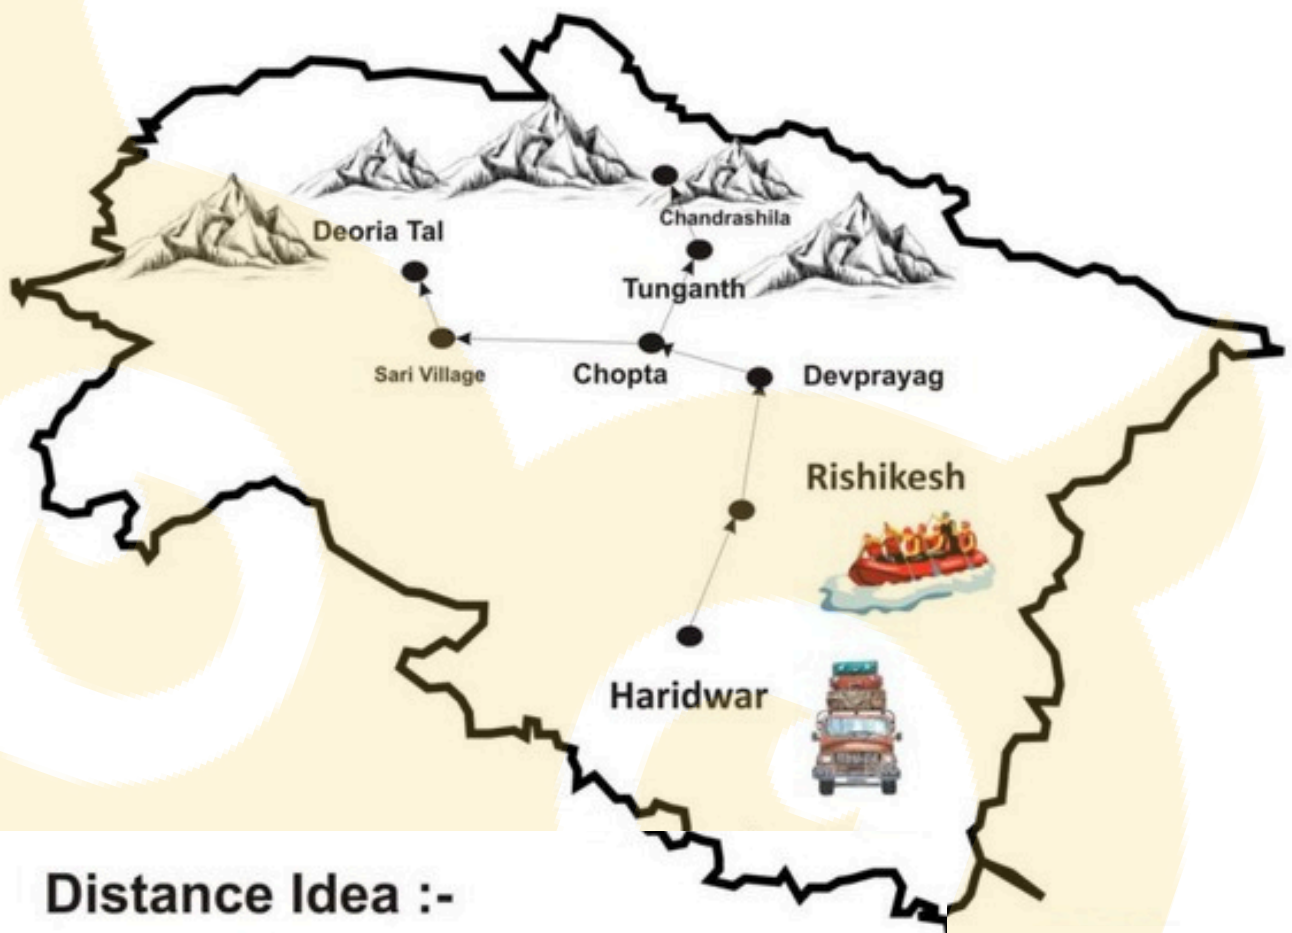 Chandrashila
Deoria Tal
Tunganth
Sari Village
Chopta
Devprayag
Rishikesh
Haridwar
Distance Idea :-